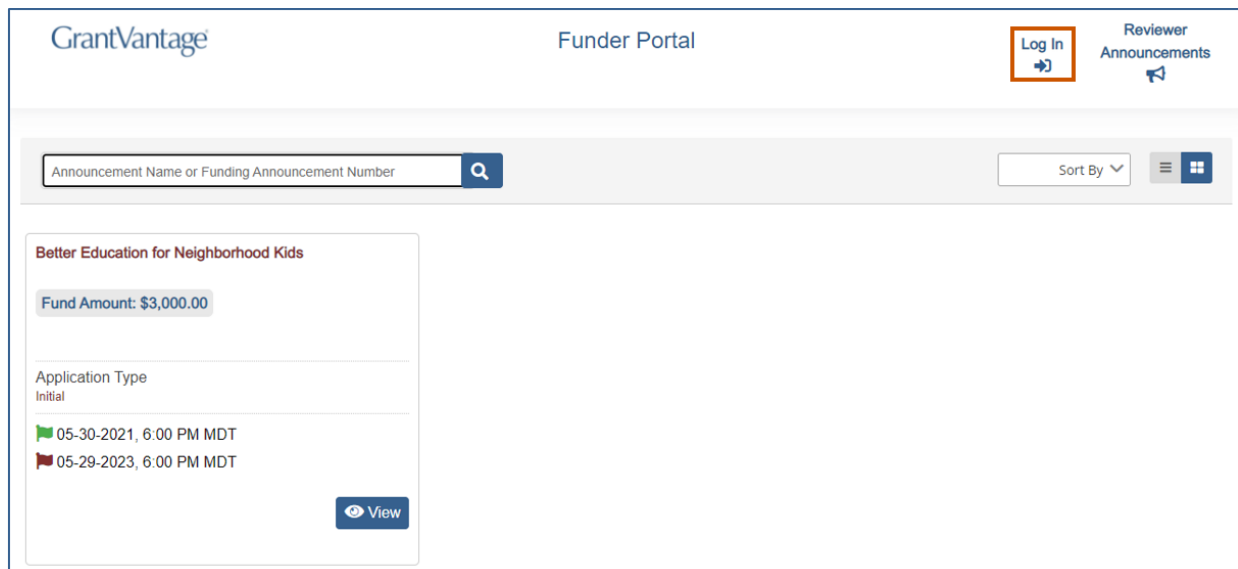 GrantVantage
Funder Portal
Log In
Reviewer
Announcements
Announcement Name or Funding Announcement Number
Sort By
Better Education for Neighborhood Kids
Fund Amount: $3,000.00
Application Type
Initial
05-30-2021, 6:00 PM MDT
05-29-2023, 6:00 PM MDT
View